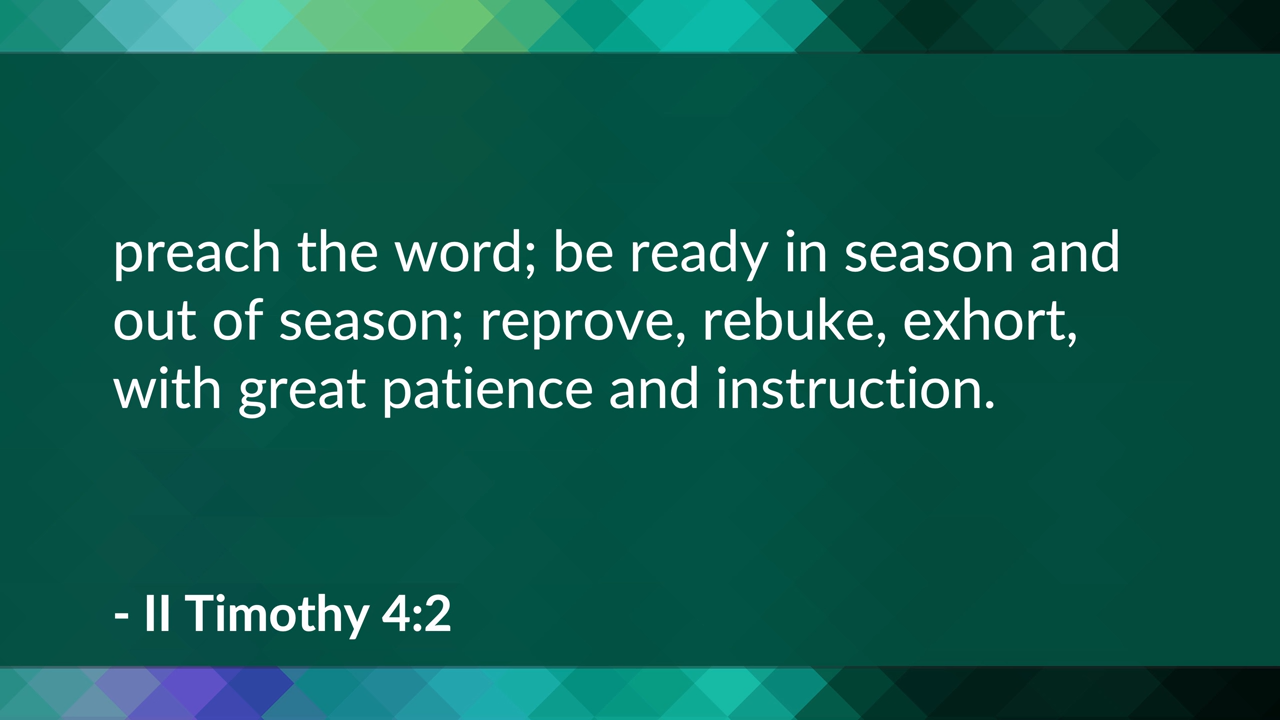 preach the word; be ready in season and
out of season; reprove, rebuke, exhort,
with great patience and instruction.
- II Timothy 4:2